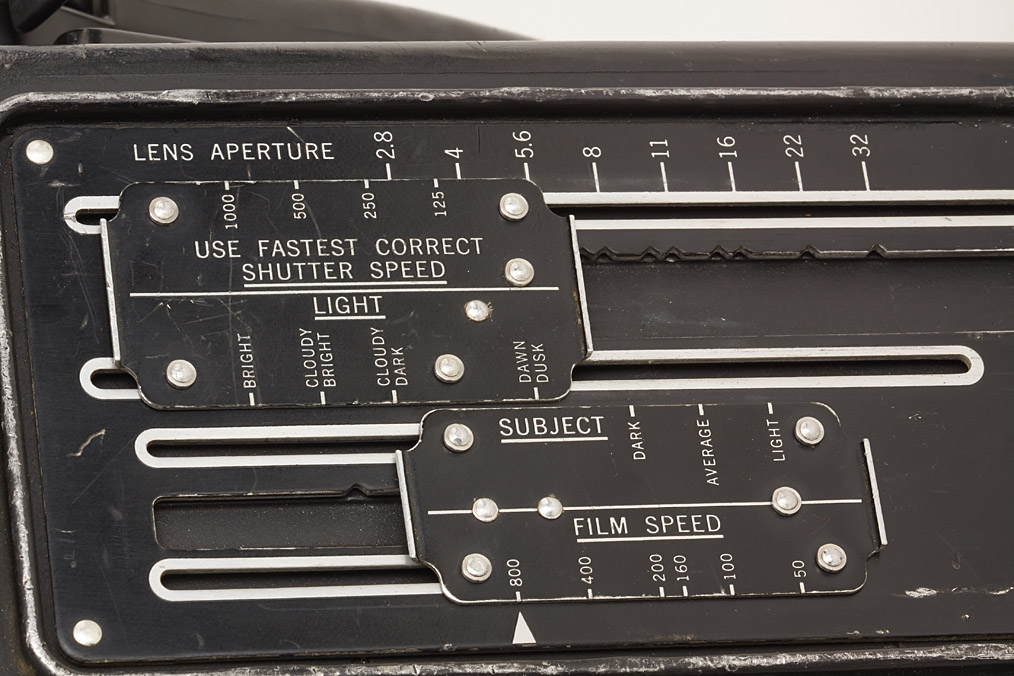 LENS APERTURE 2.8 4 5.6 8 11 16 22 32
1000 500 250 125
USE FASTEST CORRECT
SHUTTER SPEED
LIGHT
BRIGHT
CLOUDY
BRIGHT
CLOUDY
DARK
DAWN
DUSK
SUBJECT
DARK AVERAGE LIGHT
FILM SPEED
800 400 200 160 100 50